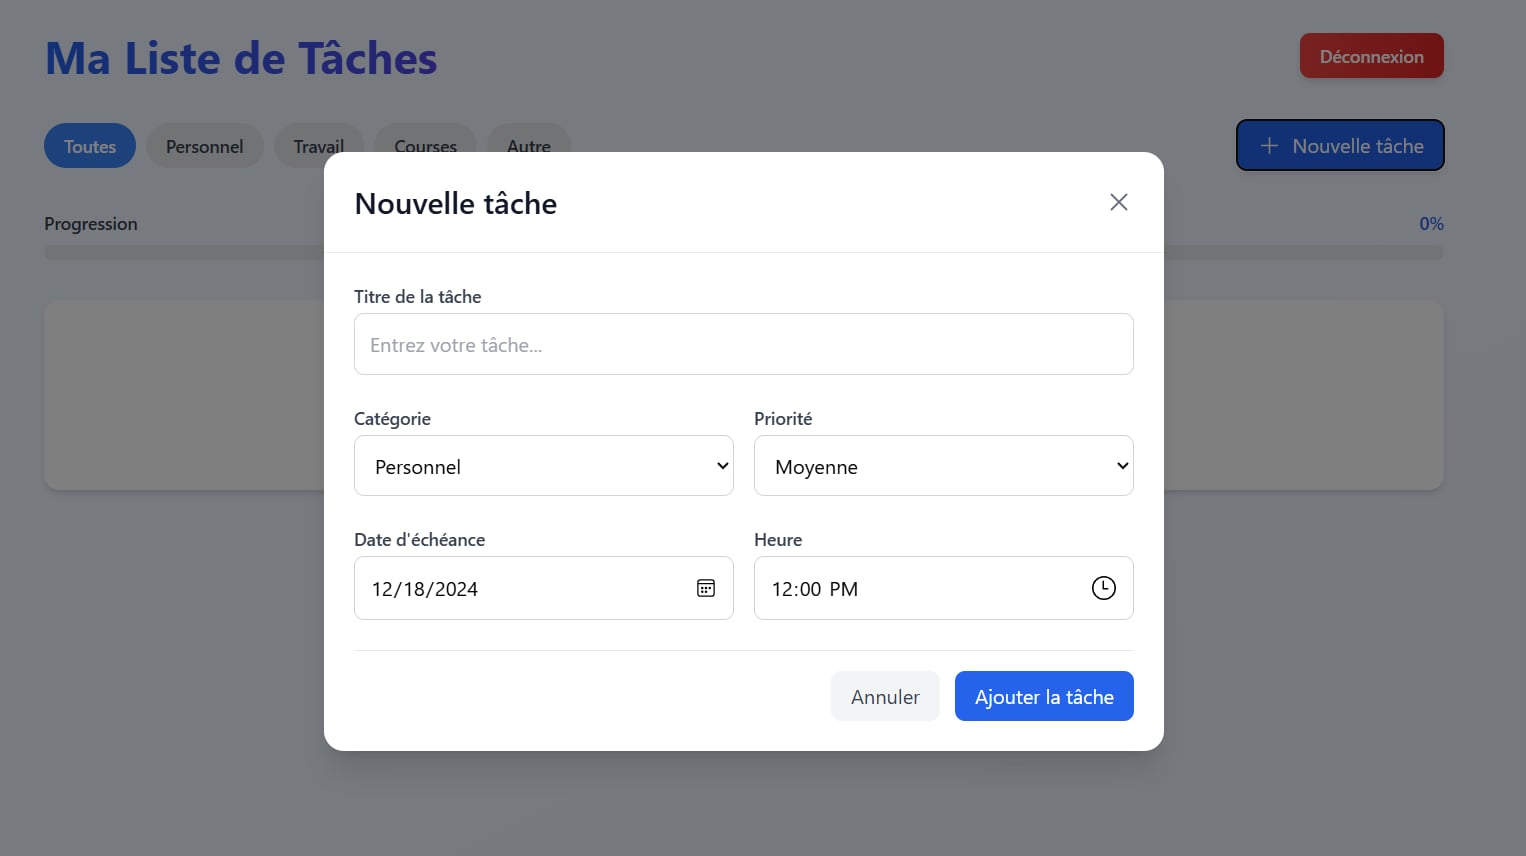 Ma Liste de Tâches
Déconnexion
Toutes Personnel Travail Courses Autre
+ Nouvelle tâche
Progression
0%
Nouvelle tâche
Titre de la tâche
Entrez votre tâche...
Catégorie Priorité
Personnel Moyenne
Date d'échéance Heure
12/18/2024 12:00 PM
Annuler Ajouter la tâche